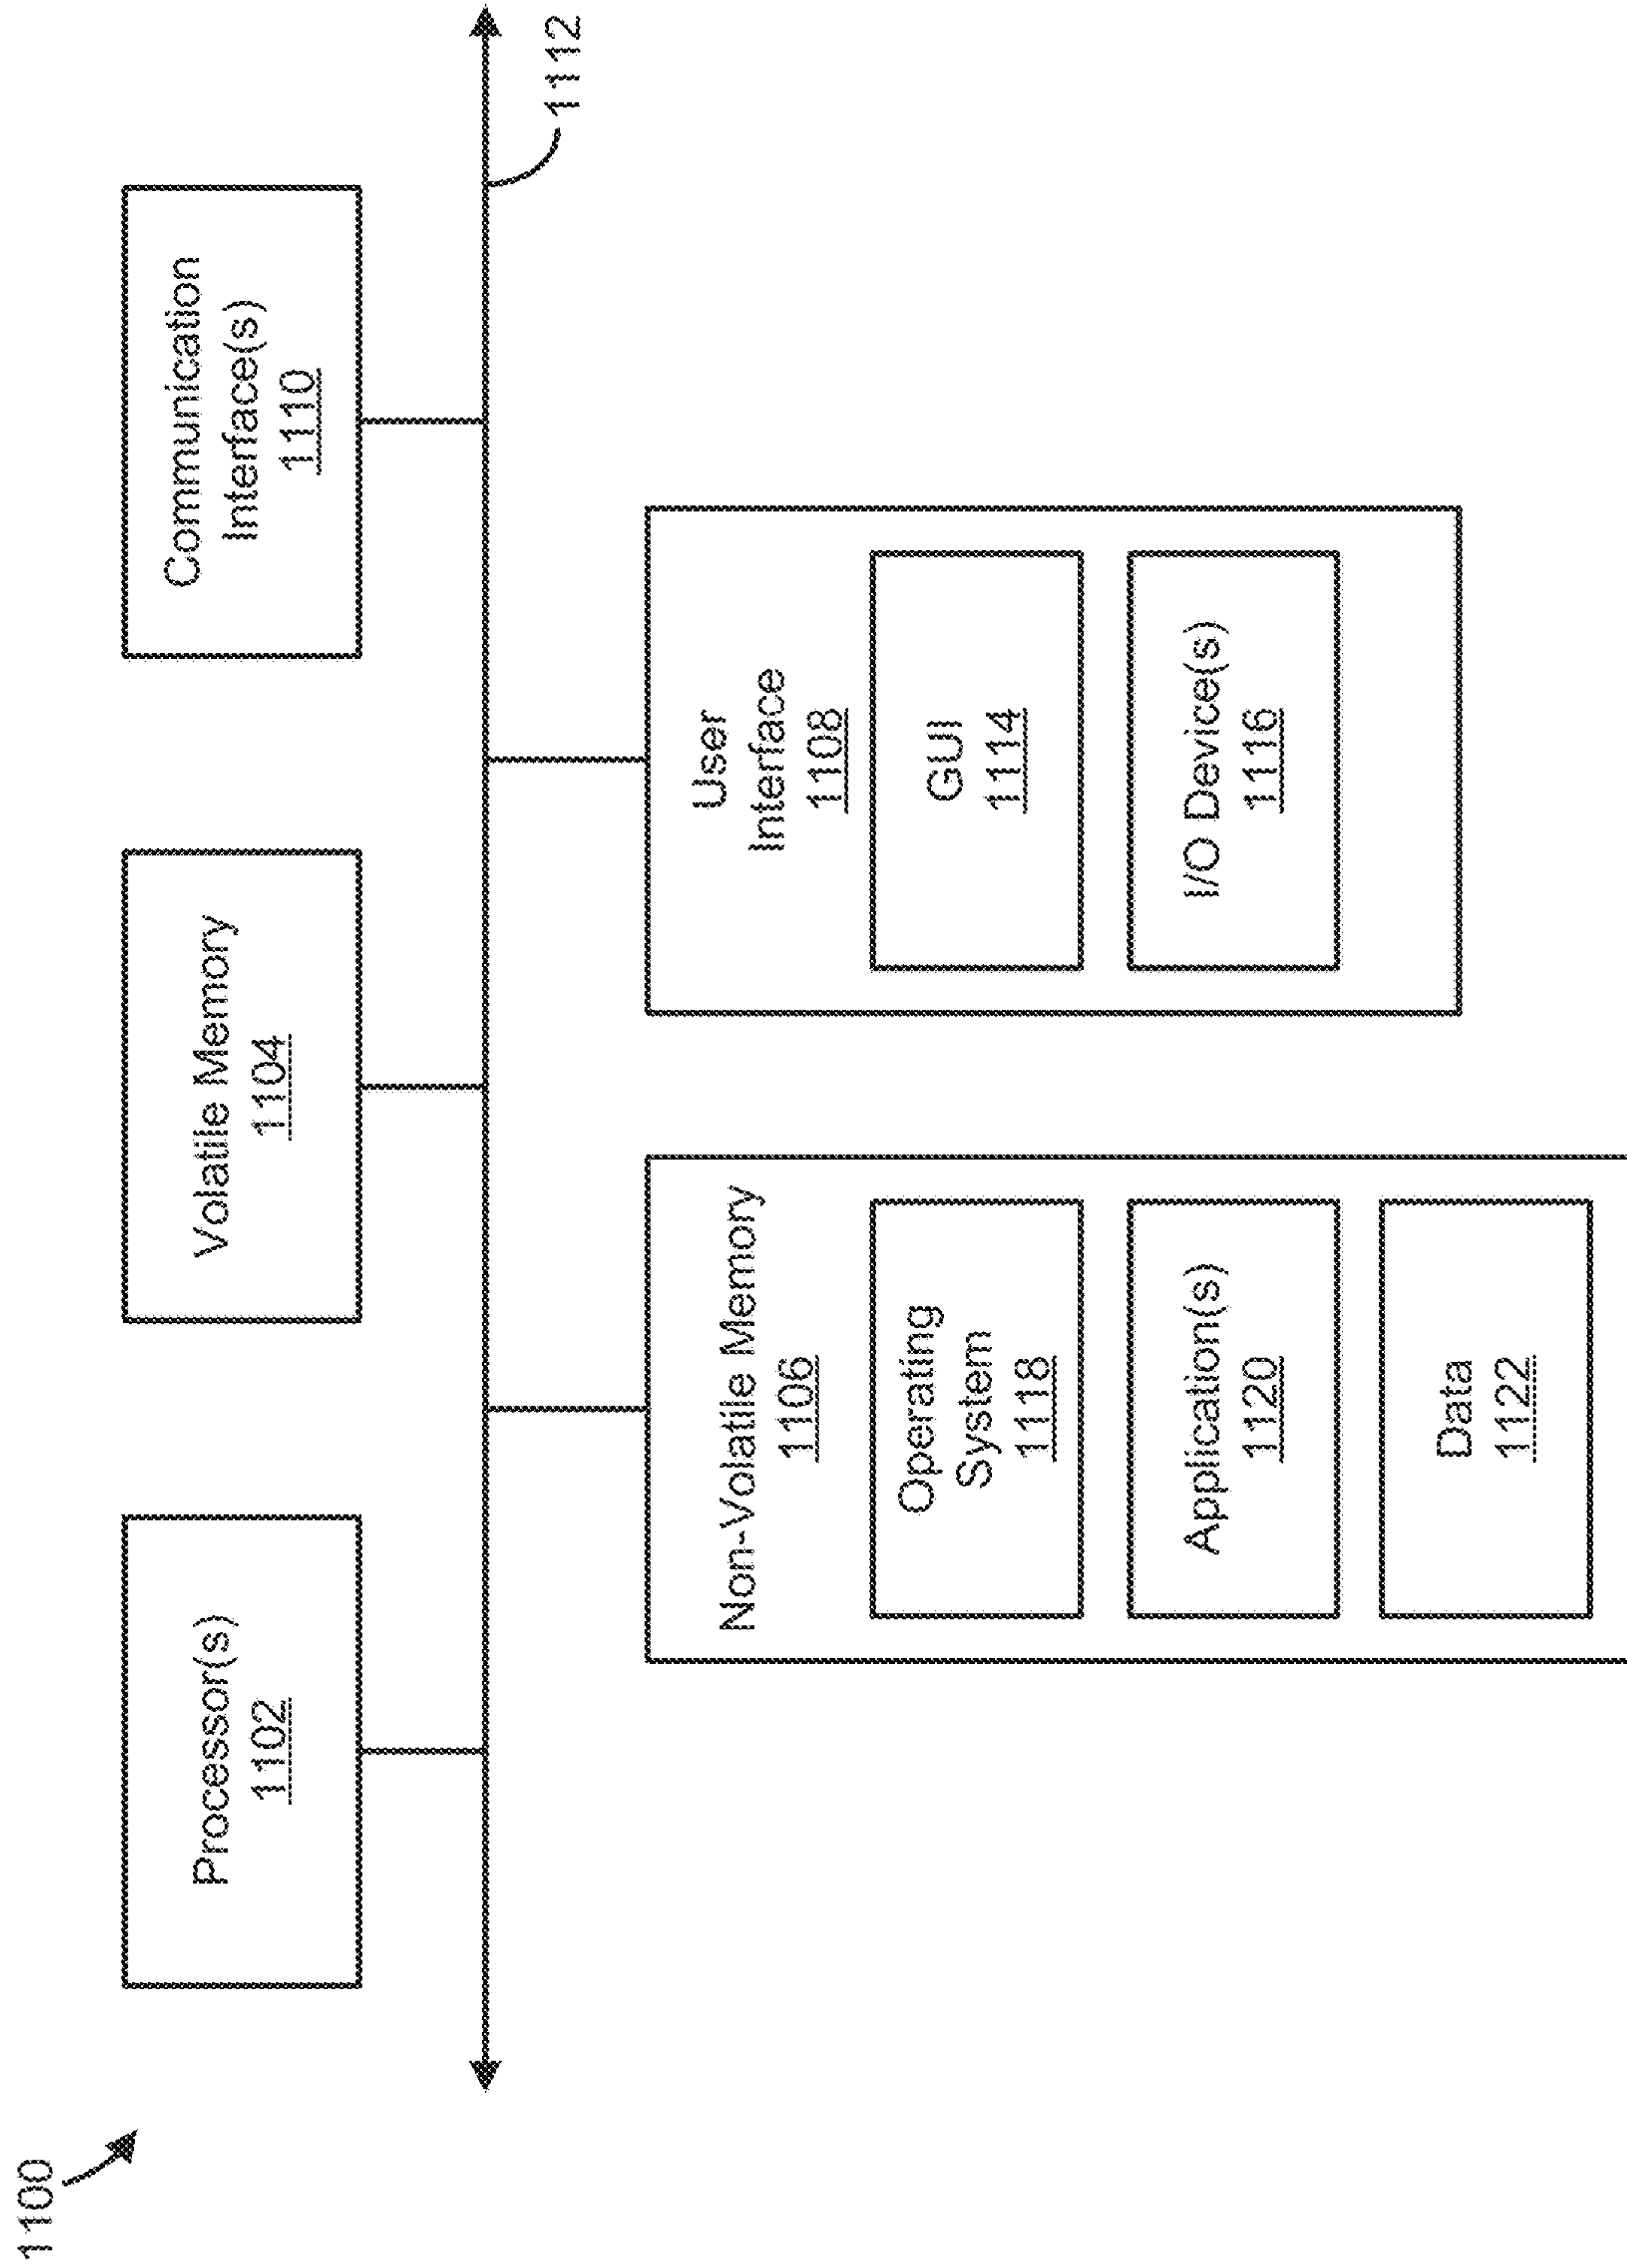 1100
Processor(s)
1102
Volatile Memory
1104
Communication
Interface(s)
1110
1112
Non-Volatile Memory
1106
Operating
System
1118
Application(s)
1120
Data
1122
User
Interface
1108
GUI
1114
I/O Device(s)
1116